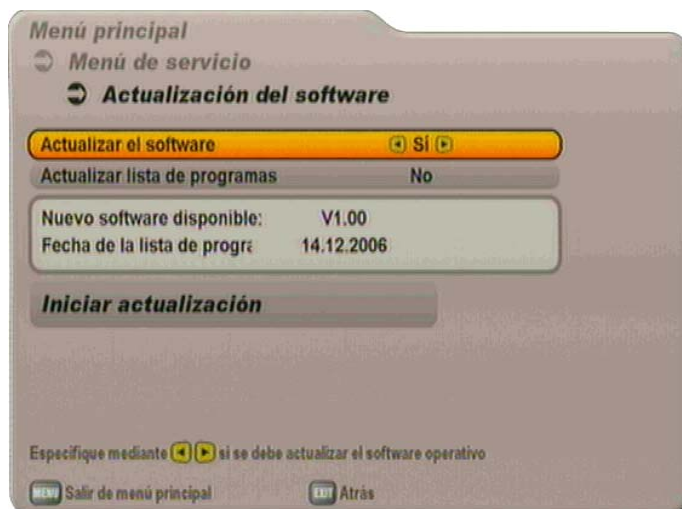 Menú principal
Menú de servicio
Actualización del software
Actualizar el software Sí
Actualizar lista de programas No
Nuevo software disponible: V1.00
Fecha de la lista de progra 14.12.2006
Iniciar actualización
Especifique mediante si se debe actualizar el software operativo
MENU Salir de menú principal EXIT Atrás